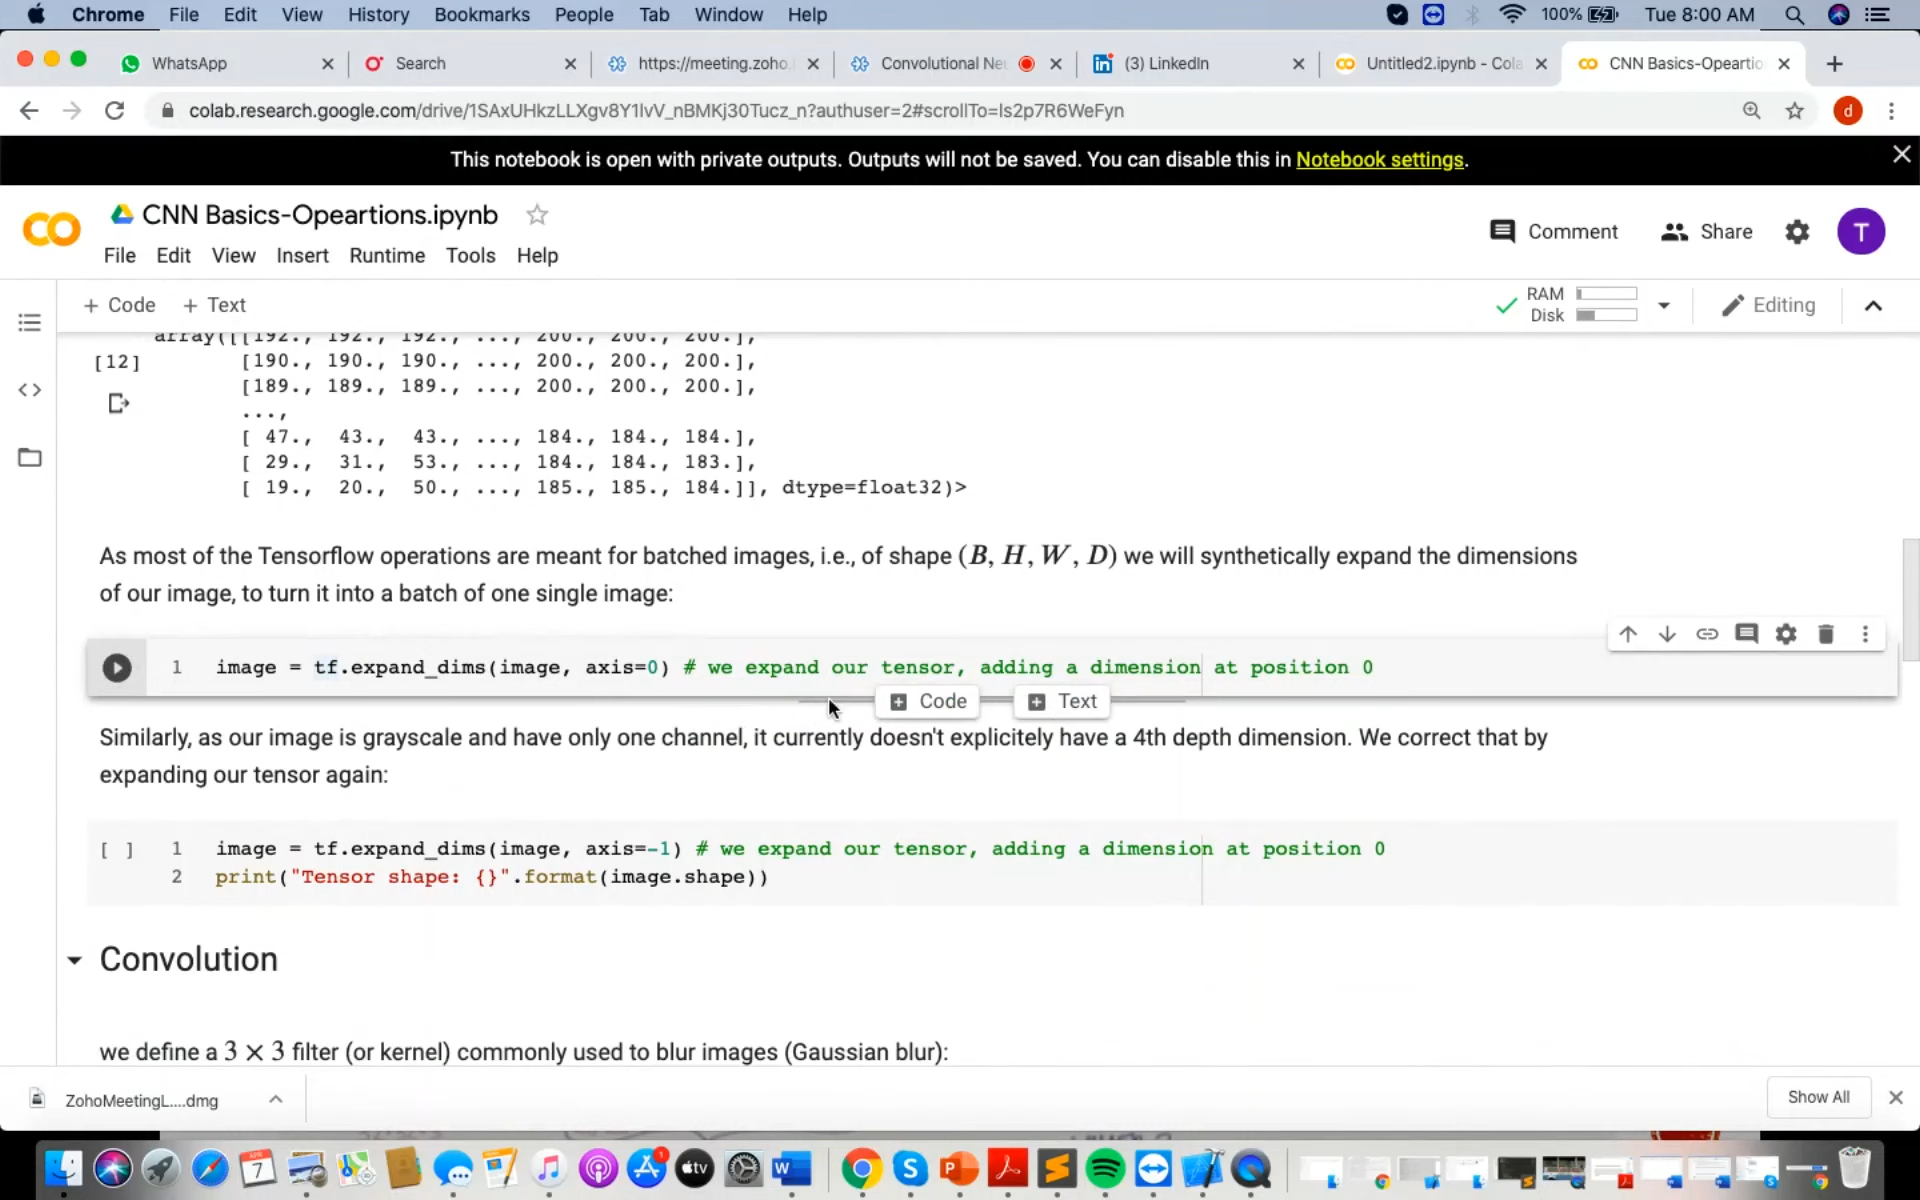 Chrome File Edit View History Bookmarks People Tab Window Help 100% Tue 8:00 AM
WhatsApp Search https://meeting.zoho. Convolutional Ne (3) LinkedIn Untitled2.ipynb - Cola CNN Basics-Opeartio
colab.research.google.com/drive/1SAxUHkzLLXgv8Y1lvV_nBMKj30Tucz_n?authuser=2#scrollTo=ls2p7R6WeFyn d
This notebook is open with private outputs. Outputs will not be saved. You can disable this in Notebook settings.
CO CNN Basics-Opeartions.ipynb Comment Share T
File Edit View Insert Runtime Tools Help
+ Code + Text RAM Disk Editing
array([[192., 192., 192., ..., 200., 200., 200.],
[12] [190., 190., 190., ..., 200., 200., 200.],
[189., 189., 189., ..., 200., 200., 200.],
...,
[ 47., 43., 43., ..., 184., 184., 184.],
[ 29., 31., 53., ..., 184., 184., 183.],
[ 19., 20., 50., ..., 185., 185., 184.]], dtype=float32)>
As most of the Tensorflow operations are meant for batched images, i.e., of shape (B, H, W, D) we will synthetically expand the dimensions
of our image, to turn it into a batch of one single image:
1 image = tf.expand_dims(image, axis=0) # we expand our tensor, adding a dimension at position 0
Code Text
Similarly, as our image is grayscale and have only one channel, it currently doesn't explicitely have a 4th depth dimension. We correct that by
expanding our tensor again:
[ ] 1 image = tf.expand_dims(image, axis=-1) # we expand our tensor, adding a dimension at position 0
2 print("Tensor shape: {}".format(image.shape))
Convolution
we define a 3 × 3 filter (or kernel) commonly used to blur images (Gaussian blur):
ZohoMeetingL....dmg Show All
APR 7 tv W S P S 1